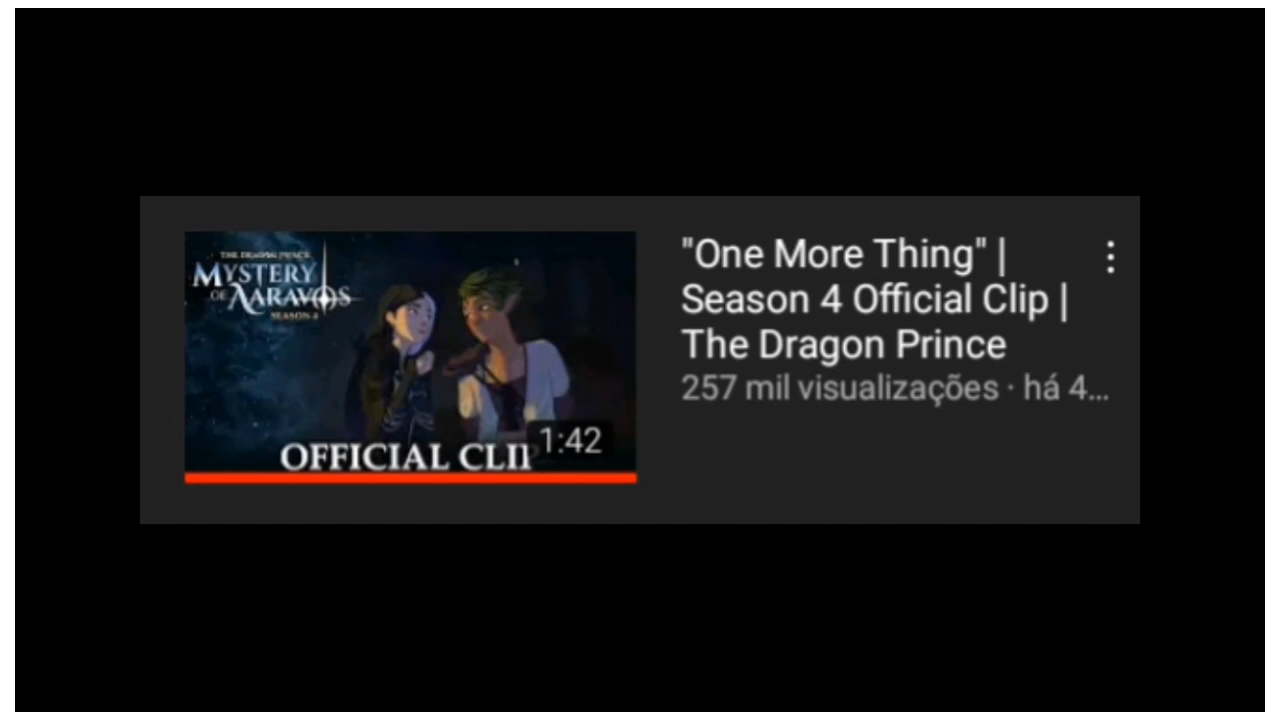 THE DRAGON PRINCE
MYSTERY
OF AARAVOS
SEASON 4
OFFICIAL CLIP
1:42
"One More Thing" |
Season 4 Official Clip |
The Dragon Prince
257 mil visualizações · há 4...